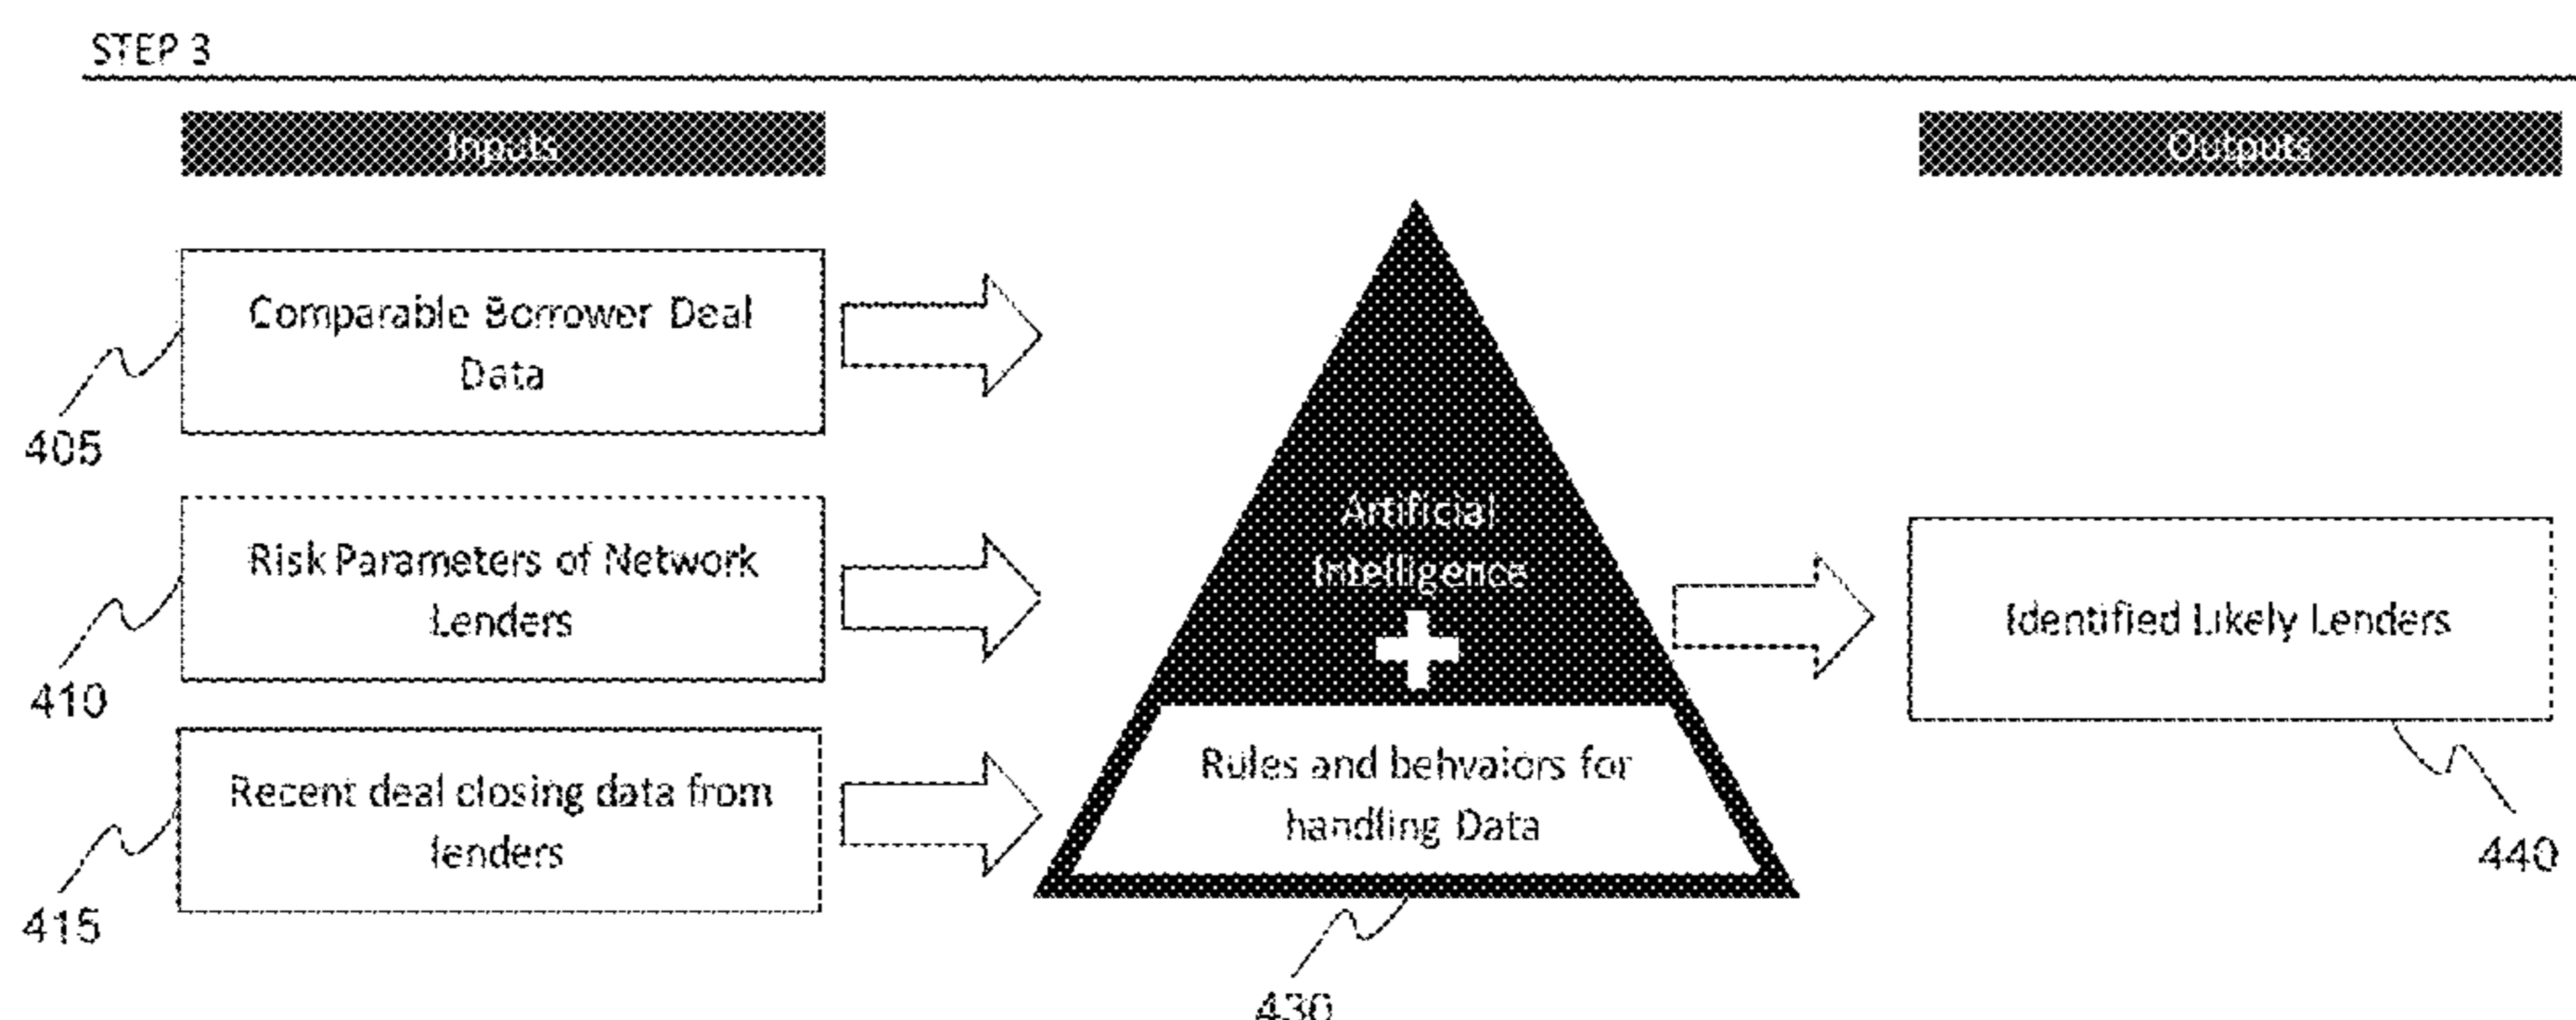 STEP 3
Inputs
Outputs
Comparable Borrower Deal
Data
405
Risk Parameters of Network
Lenders
410
Recent deal closing data from
lenders
415
Artificial
Intelligence
Rules and behvaiors for
handling Data
430
Identified Likely Lenders
440